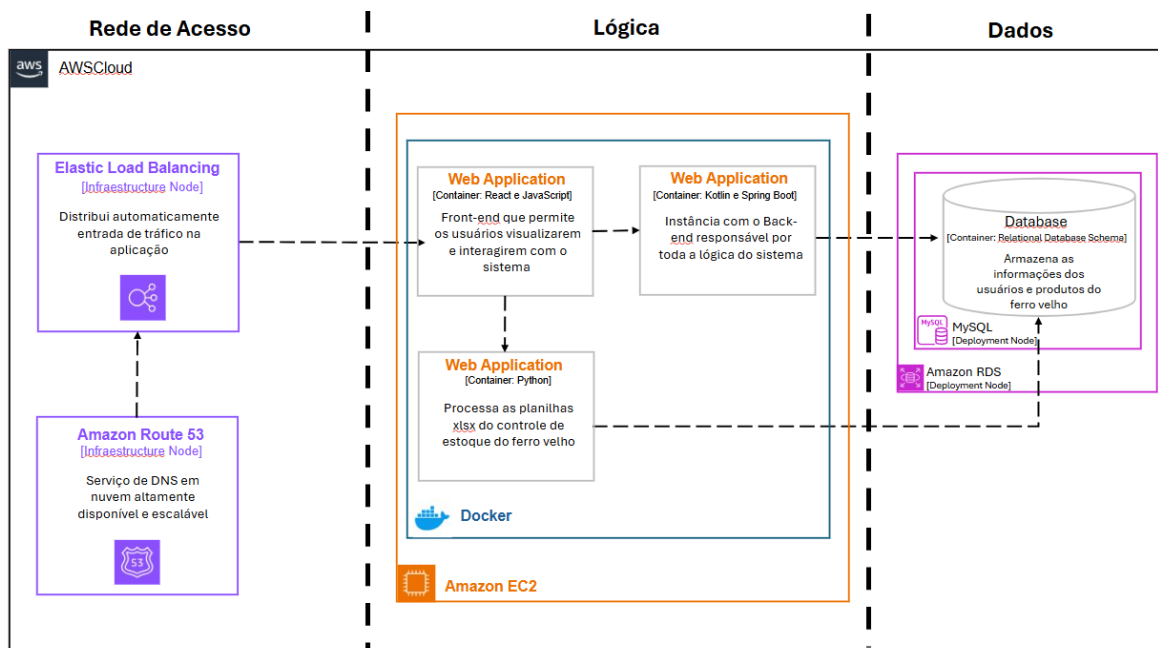 Rede de Acesso
Lógica
Dados
aws
AWSCloud
Elastic Load Balancing
[Infraestructure Node]
Distribui automaticamente
entrada de tráfico na
aplicação
Amazon Route 53
[Infraestructure Node]
Serviço de DNS em
nuvem altamente
disponível e escalável
53
Web Application
[Container: React e JavaScript]
Front-end que permite
os usuários visualizarem
e interagirem com o
sistema
Web Application
[Container: Kotlin e Spring Boot]
Instância com o Back-
end responsável por
toda a lógica do sistema
Web Application
[Container: Python]
Processa as planilhas
xlsx do controle de
estoque do ferro velho
Docker
Amazon EC2
Database
[Container: Relational Database Schema]
Armazena as
informações dos
usuários e produtos do
ferro velho
MySQL
MySQL
[Deployment Node]
Amazon RDS
[Deployment Node]